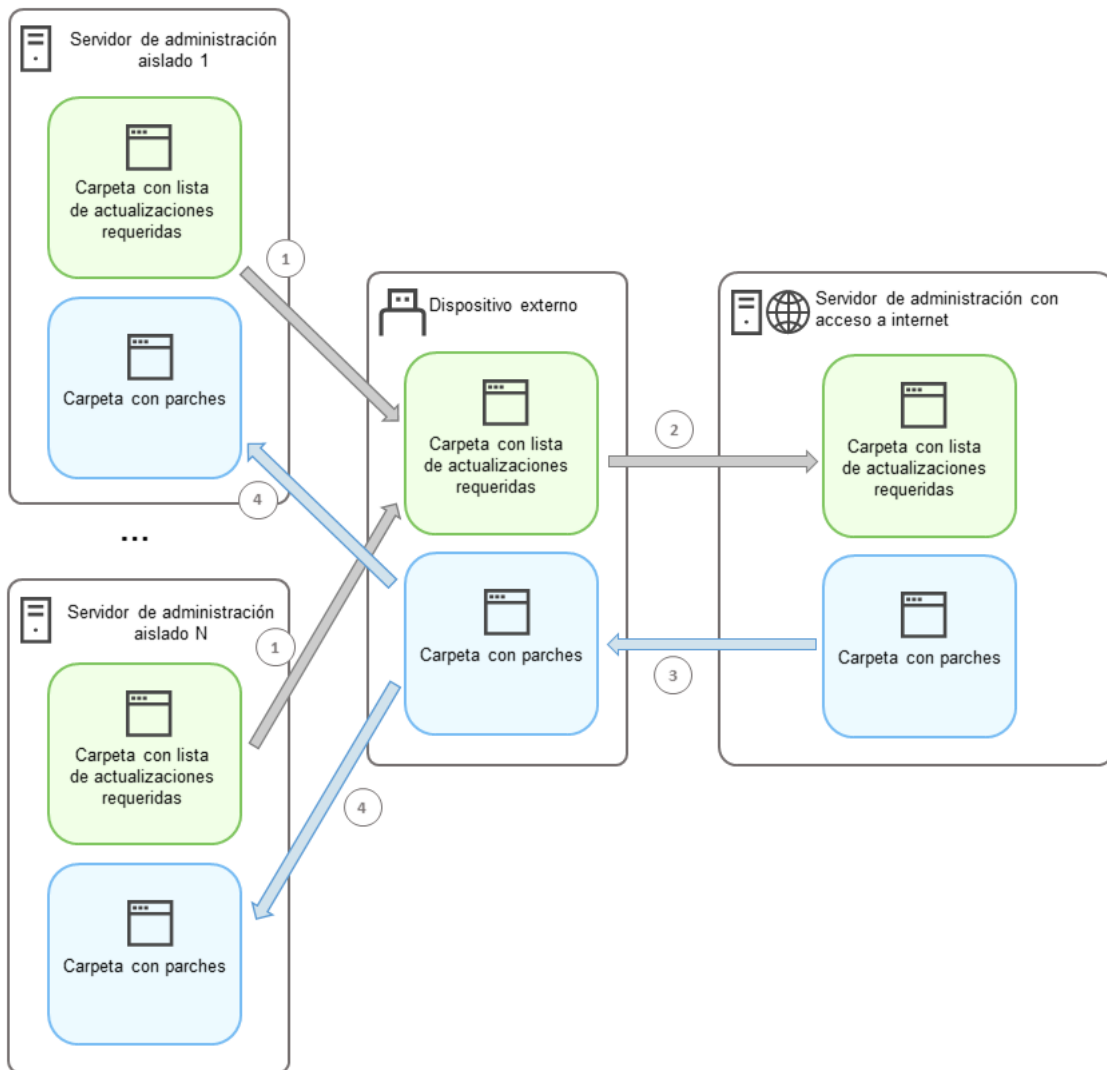 Servidor de administración
aislado 1
Carpeta con lista
de actualizaciones
requeridas
1
Carpeta con parches
4
...
Servidor de administración
aislado N
1
Carpeta con lista
de actualizaciones
requeridas
4
Carpeta con parches
Dispositivo externo
Carpeta con lista
de actualizaciones
requeridas
2
Carpeta con parches
3
Servidor de administración con
acceso a internet
Carpeta con lista
de actualizaciones
requeridas
Carpeta con parches